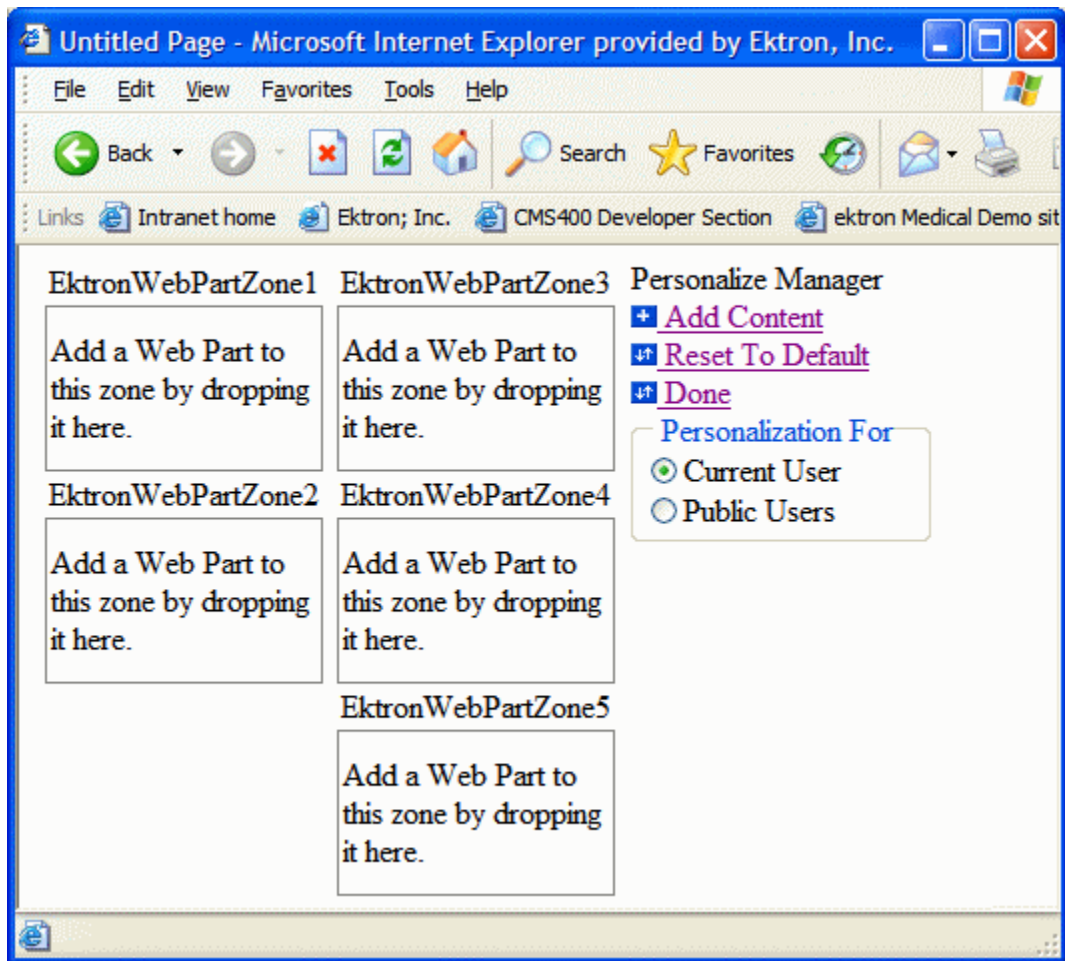 Untitled Page - Microsoft Internet Explorer provided by Ektron, Inc.
File Edit View Favorites Tools Help
Back Search Favorites
Links Intranet home Ektron; Inc. CMS400 Developer Section ektron Medical Demo sit
EktronWebPartZone1
Add a Web Part to
this zone by dropping
it here.
EktronWebPartZone2
Add a Web Part to
this zone by dropping
it here.
EktronWebPartZone3
Add a Web Part to
this zone by dropping
it here.
EktronWebPartZone4
Add a Web Part to
this zone by dropping
it here.
EktronWebPartZone5
Add a Web Part to
this zone by dropping
it here.
Personalize Manager
Add Content
Reset To Default
Done
Personalization For
Current User
Public Users